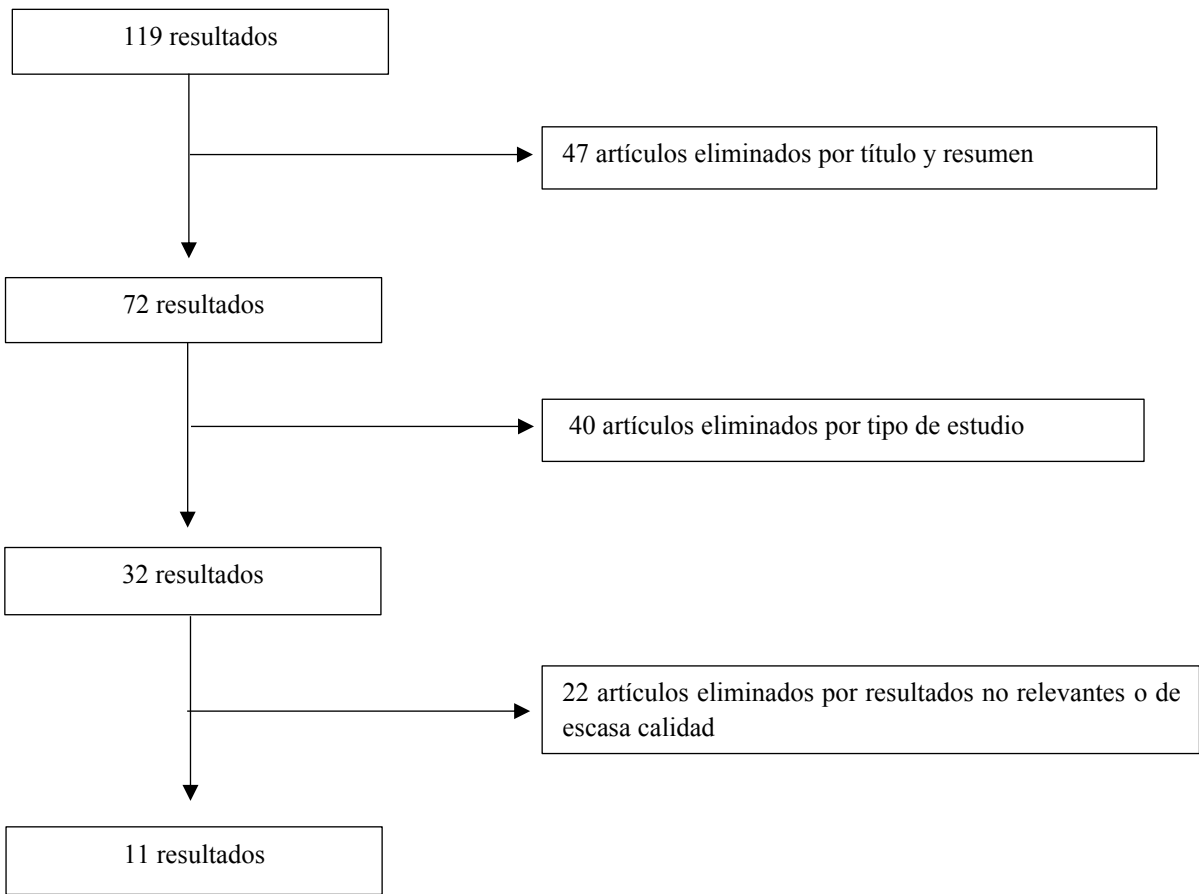 119 resultados
47 artículos eliminados por título y resumen
72 resultados
40 artículos eliminados por tipo de estudio
32 resultados
22 artículos eliminados por resultados no relevantes o de
escasa calidad
11 resultados